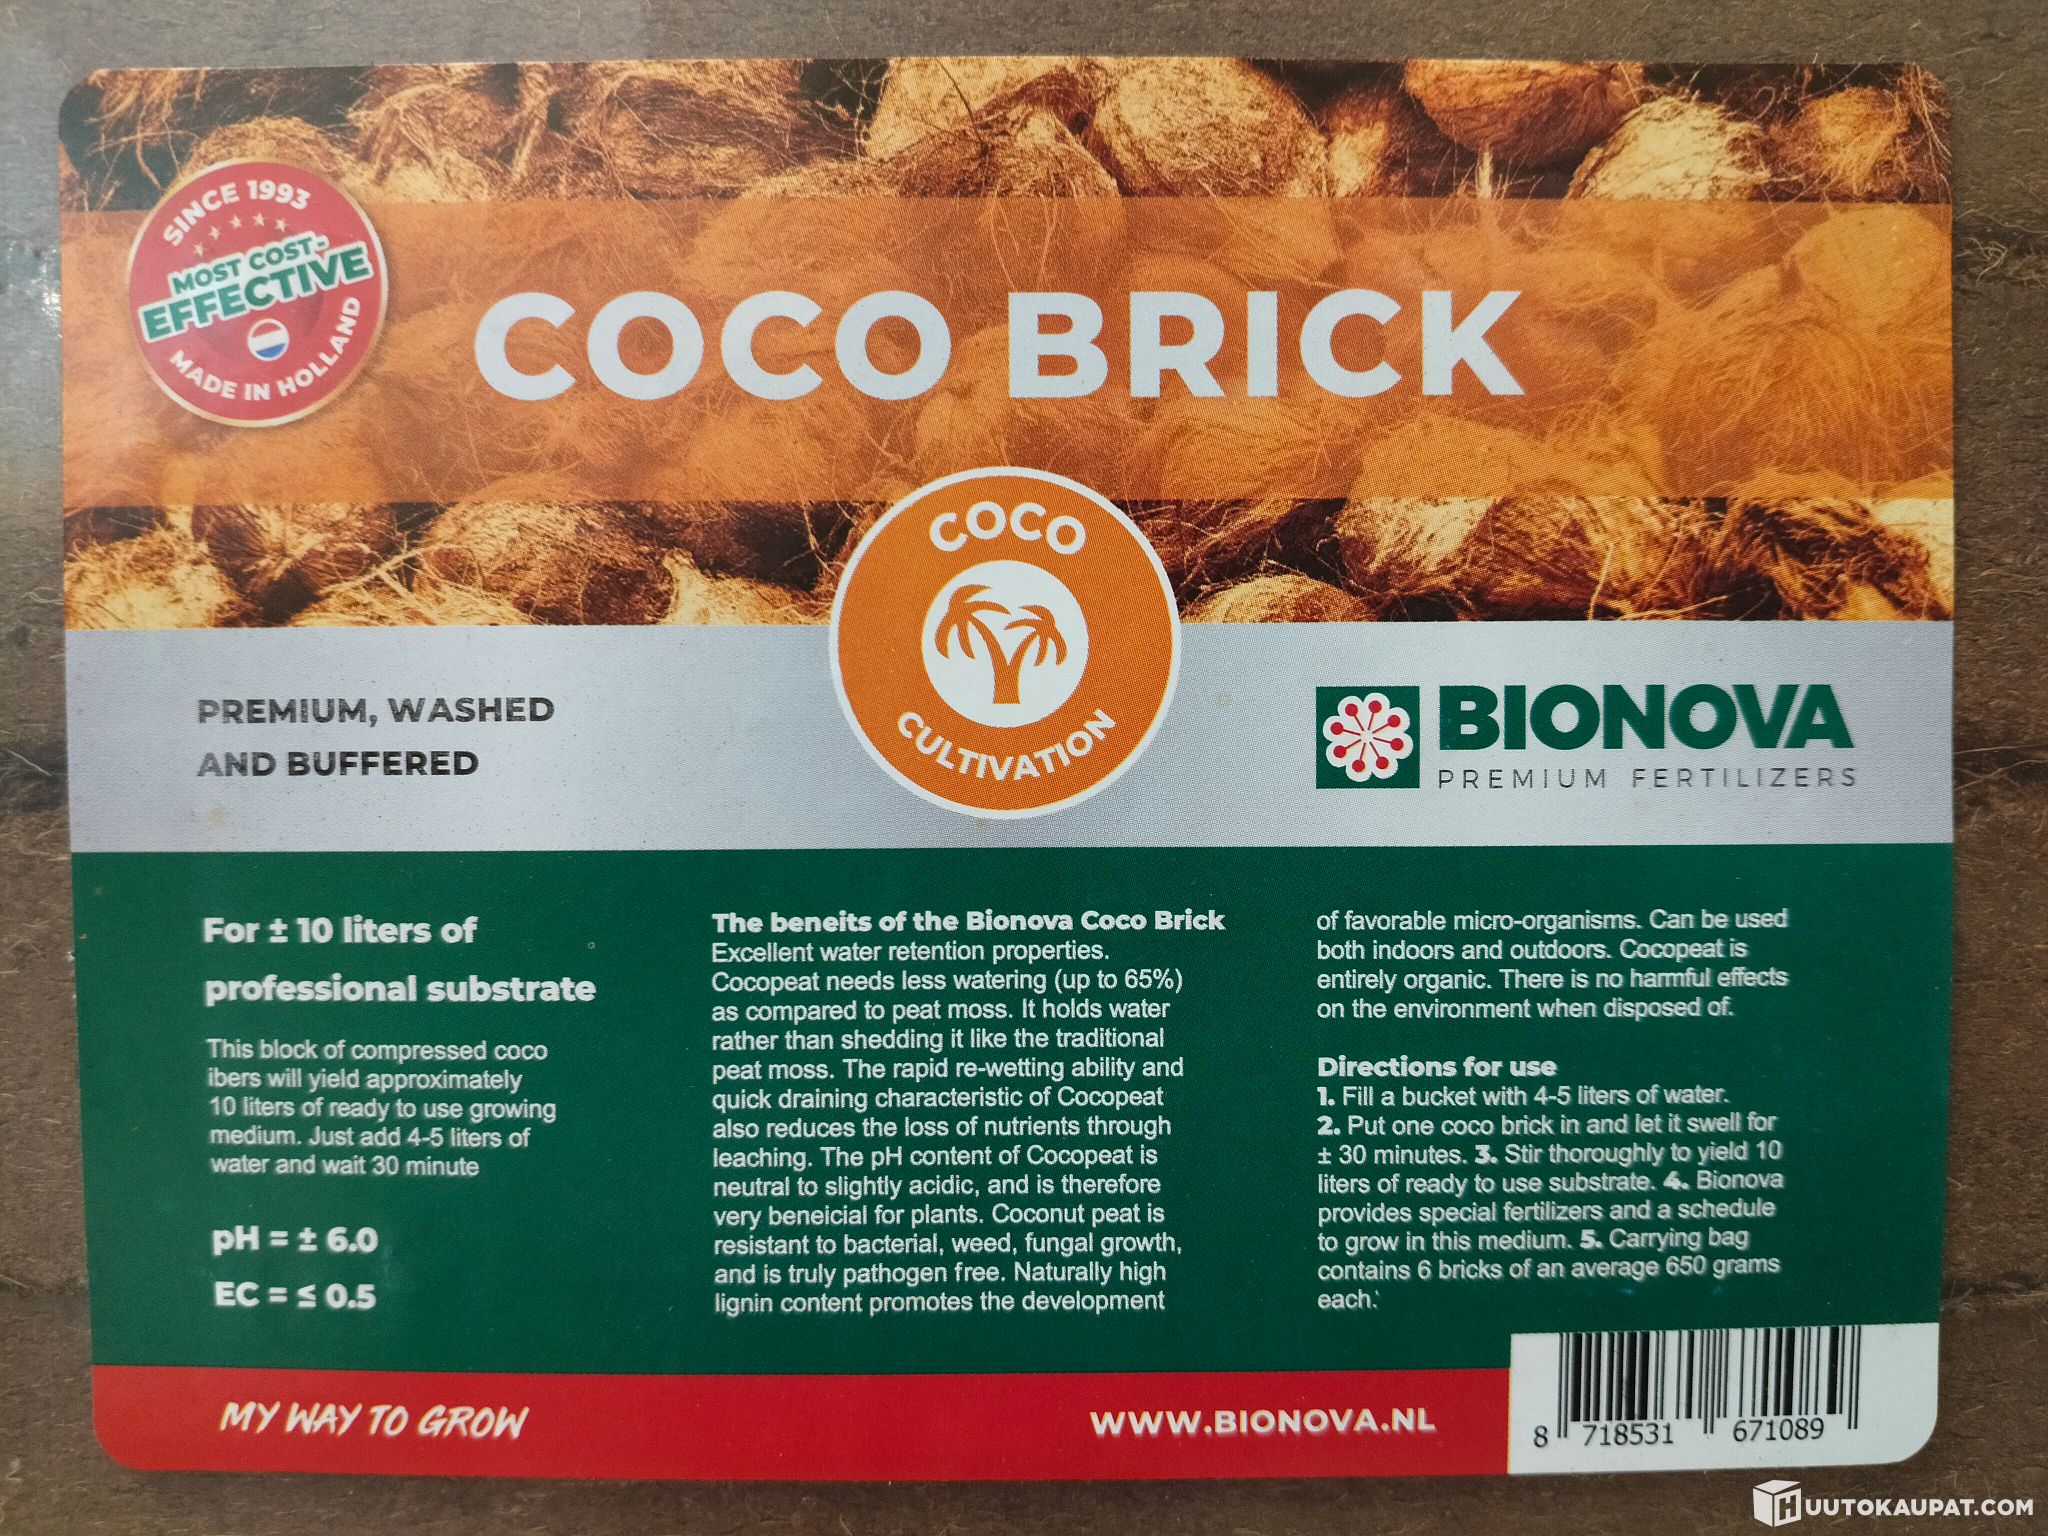 SINCE 1993
MOST COST-
EFFECTIVE
MADE IN HOLLAND
COCO BRICK
COCO
CULTIVATION
PREMIUM, WASHED
AND BUFFERED
BIONOVA
PREMIUM FERTILIZERS
For ± 10 liters of
professional substrate
This block of compressed coco
ibers will yield approximately
10 liters of ready to use growing
medium. Just add 4-5 liters of
water and wait 30 minute
pH = ± 6.0
EC = ≤ 0.5
The beneits of the Bionova Coco Brick
Excellent water retention properties.
Cocopeat needs less watering (up to 65%)
as compared to peat moss. It holds water
rather than shedding it like the traditional
peat moss. The rapid re-wetting ability and
quick draining characteristic of Cocopeat
also reduces the loss of nutrients through
leaching. The pH content of Cocopeat is
neutral to slightly acidic, and is therefore
very beneicial for plants. Coconut peat is
resistant to bacterial, weed, fungal growth,
and is truly pathogen free. Naturally high
lignin content promotes the development
of favorable micro-organisms. Can be used
both indoors and outdoors. Cocopeat is
entirely organic. There is no harmful effects
on the environment when disposed of.
Directions for use
1. Fill a bucket with 4-5 liters of water.
2. Put one coco brick in and let it swell for
± 30 minutes. 3. Stir thoroughly to yield 10
liters of ready to use substrate. 4. Bionova
provides special fertilizers and a schedule
to grow in this medium. 5. Carrying bag
contains 6 bricks of an average 650 grams
each.'
MY WAY TO GROW
WWW.BIONOVA.NL
8 718531 671089
HUUTOKAUPAT.COM